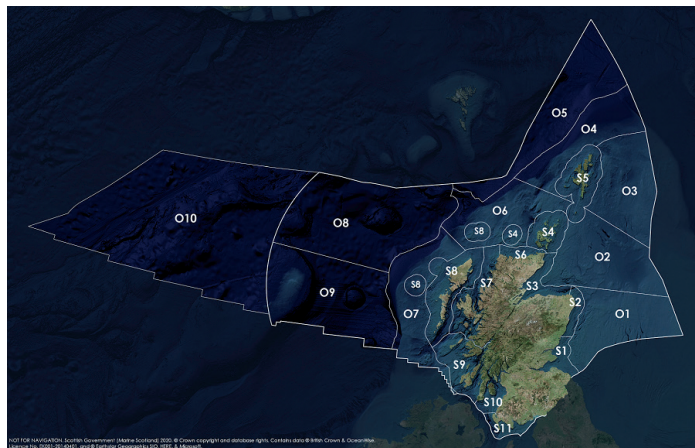 O5
O4
S5
O3
O10
O8
O6
S8
S4
S4
O2
S6
S8
S7
S8
S3
O9
S2
O7
O1
S1
S9
S10
S11
NOT FOR NAVIGATION. Scottish Government (Marine Scotland) 2020. © Crown copyright and database rights. Contains data © British Crown & OceanWise.
Licence No. EK001-20140401. and © Earthstar Geographics SIO, HERE, & Microsoft.